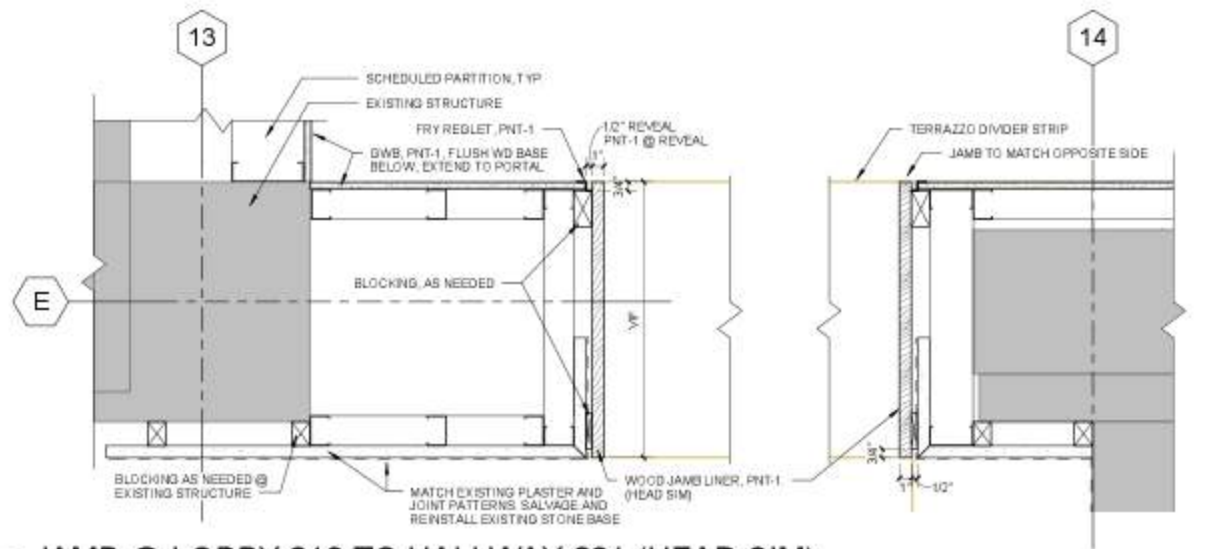 13
14
SCHEDULED PARTITION, TYP
EXISTING STRUCTURE
FRY REGLET, PNT-1
1/2" REVEAL
PNT-1 @ REVEAL
1"
GWB, PNT-1, FLUSH WD BASE
BELOW, EXTEND TO PORTAL
3/4"
TERRAZZO DIVIDER STRIP
JAMB TO MATCH OPPOSITE SIDE
E
BLOCKING, AS NEEDED
VIF
BLOCKING AS NEEDED @
EXISTING STRUCTURE
MATCH EXISTING PLASTER AND
JOINT PATTERNS. SALVAGE AND
REINSTALL EXISTING STONE BASE
WOOD JAMB LINER, PNT-1
(HEAD SIM)
3/4"
1"
1/2"